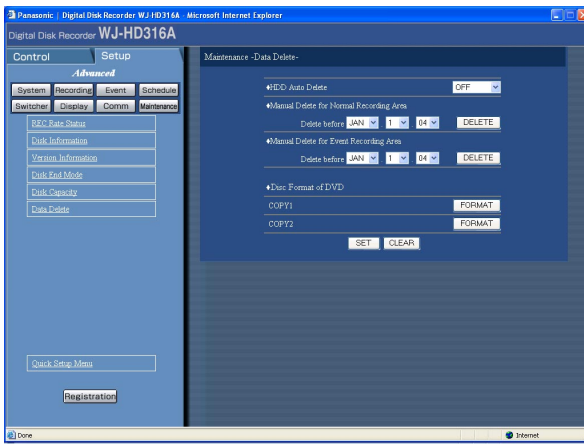 Panasonic | Digital Disk Recorder WJ-HD316A - Microsoft Internet Explorer
Digital Disk Recorder WJ-HD316A
Control Setup
Advanced
System Recording Event Schedule
Switcher Display Comm Maintenance
REC Rate Status
Disk Information
Version Information
Disk End Mode
Disk Capacity
Data Delete
Quick Setup Menu
Registration
Maintenance -Data Delete-
♦HDD Auto Delete OFF
♦Manual Delete for Normal Recording Area
Delete before JAN . 1 . 04 DELETE
♦Manual Delete for Event Recording Area
Delete before JAN . 1 . 04 DELETE
♦Disc Format of DVD
COPY1 FORMAT
COPY2 FORMAT
SET CLEAR
Done Internet